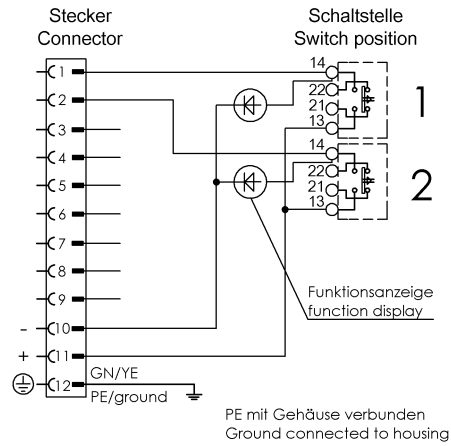 Stecker
Connector
Schaltstelle
Switch position
1
2
3
4
5
6
7
8
9
- 10
+ 11
12
GN/YE
PE/ground
14
22
21
13
1
14
22
21
13
2
Funktionsanzeige
function display
PE mit Gehäuse verbunden
Ground connected to housing